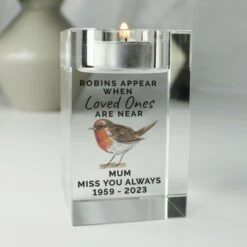 ROBINS APPEAR
WHEN
Loved Ones
ARE NEAR
MUM
MISS YOU ALWAYS
1959 - 2023